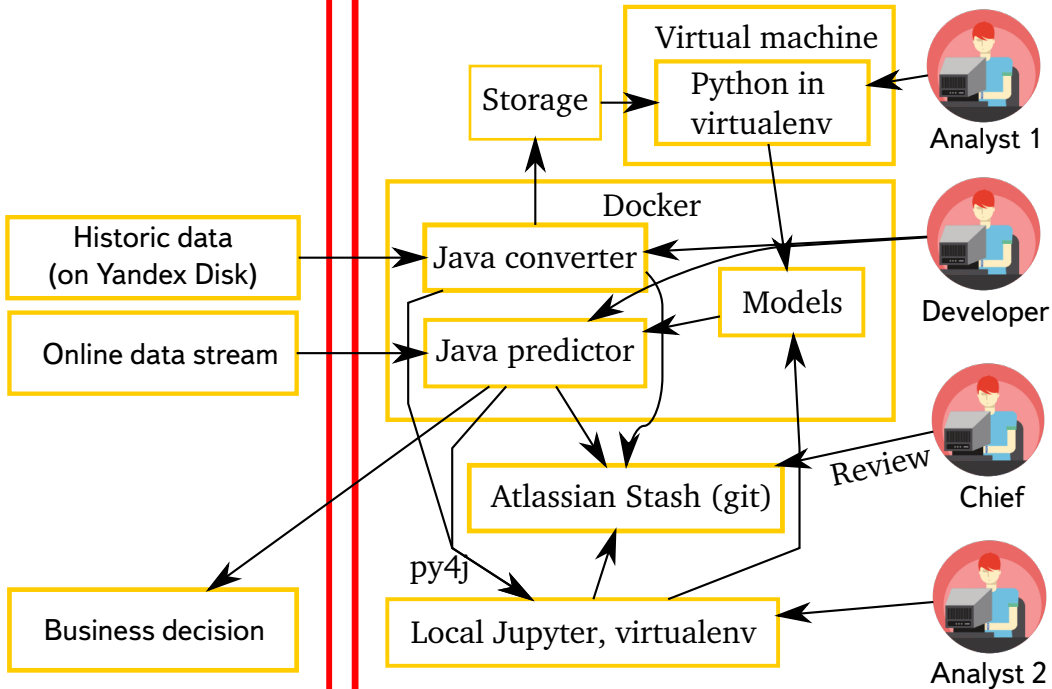 Virtual machine
Storage
Python in
virtualenv
Analyst 1
Docker
Historic data
(on Yandex Disk)
Java converter
Models
Developer
Online data stream
Java predictor
Review
Atlassian Stash (git)
Chief
py4j
Business decision
Local Jupyter, virtualenv
Analyst 2